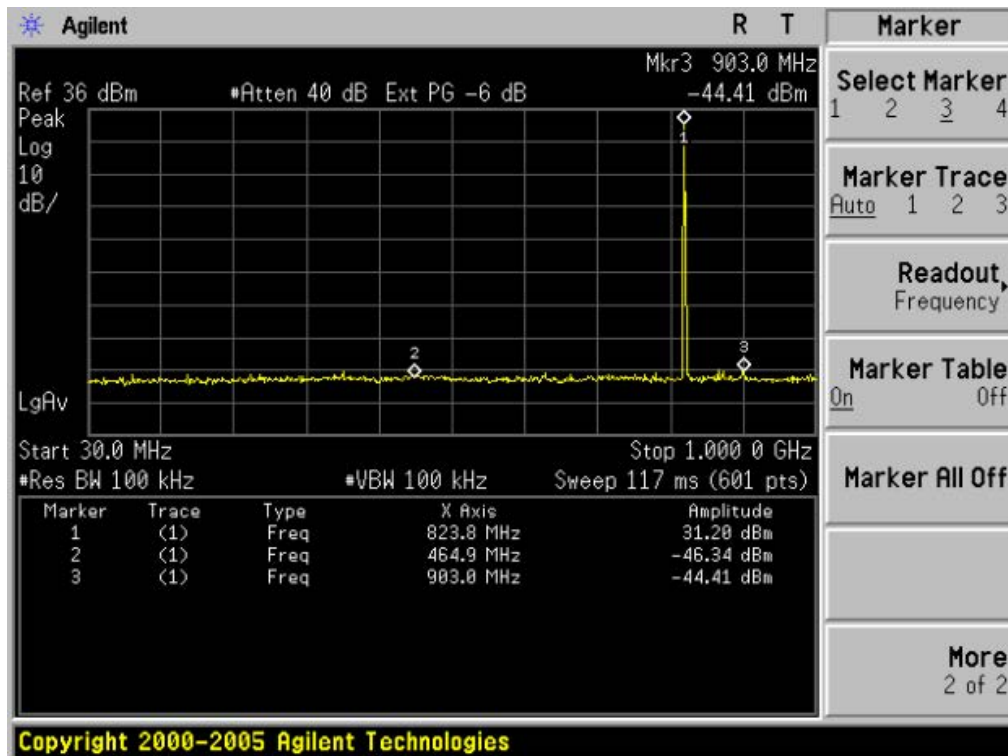 Agilent R T
Mkr3 903.0 MHz
Ref 36 dBm #Atten 40 dB Ext PG -6 dB -44.41 dBm
Peak
Log
10
dB/
1
2
3
LgAv
Start 30.0 MHz Stop 1.000 0 GHz
#Res BW 100 kHz #VBW 100 kHz Sweep 117 ms (601 pts)
Marker Trace Type X Axis Amplitude
1 (1) Freq 823.8 MHz 31.20 dBm
2 (1) Freq 464.9 MHz -46.34 dBm
3 (1) Freq 903.0 MHz -44.41 dBm
Marker
Select Marker
1 2 3 4
Marker Trace
Auto 1 2 3
Readout
Frequency
Marker Table
On Off
Marker All Off
More
2 of 2
Copyright 2000-2005 Agilent Technologies